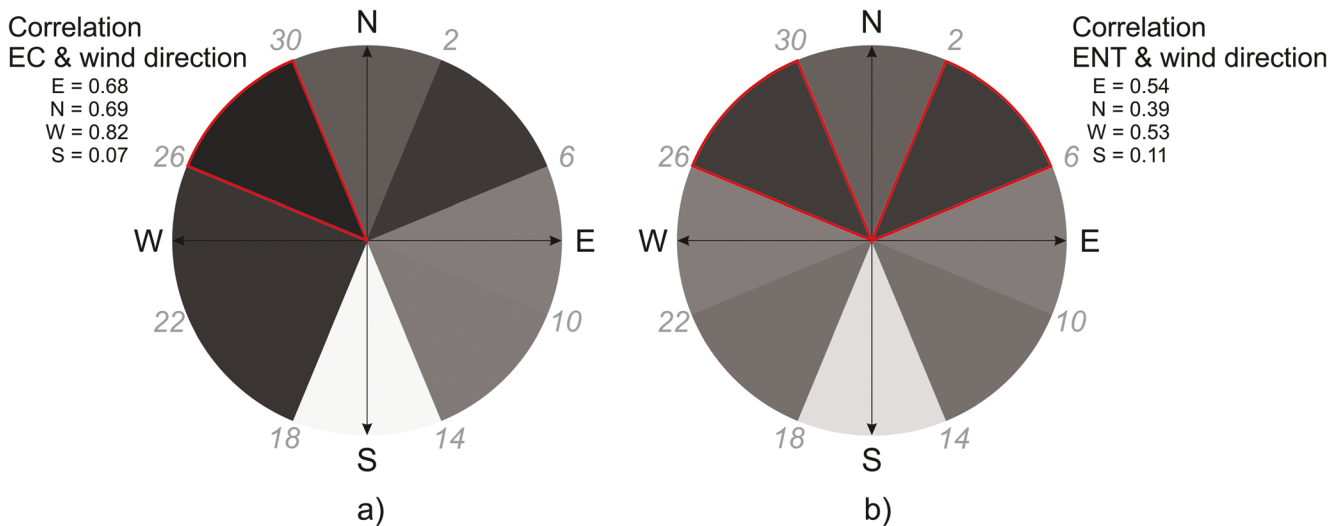 Correlation
EC & wind direction
E = 0.68
N = 0.69
W = 0.82
S = 0.07
N
30
2
26
6
W
E
22
10
18
14
S
a)
N
30
2
26
6
W
E
22
10
18
14
S
b)
Correlation
ENT & wind direction
E = 0.54
N = 0.39
W = 0.53
S = 0.11